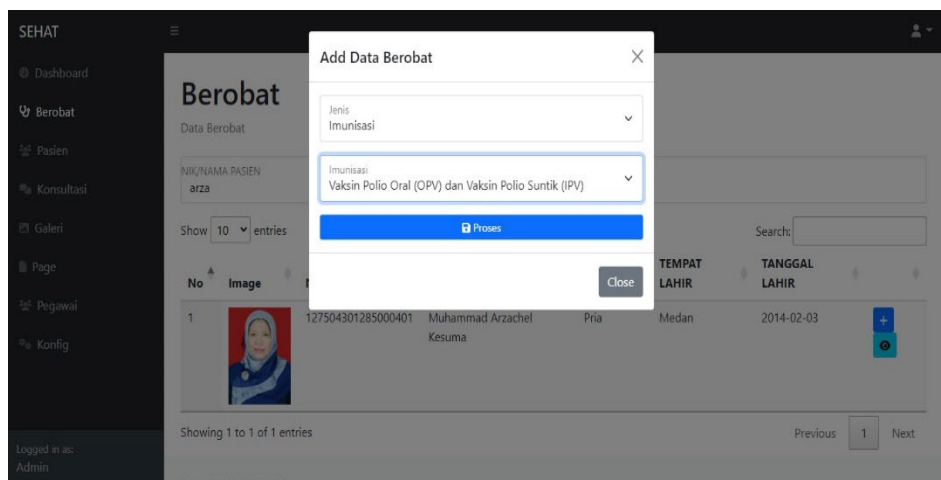 SEHAT
Dashboard
Berobat
Pasien
Konsultasi
Galeri
Page
Pegawai
Konfig
Logged in as:
Admin
Berobat
Data Berobat
NIK/NAMA PASIEN
arza
Show 10 entries
Search:
No Image
TEMPAT LAHIR
TANGGAL LAHIR
1 127504301285000401 Muhammad Arzachel Pria Medan 2014-02-03
Kesuma
Showing 1 to 1 of 1 entries
Previous 1 Next
Add Data Berobat
Jenis
Imunisasi
Imunisasi
Vaksin Polio Oral (OPV) dan Vaksin Polio Suntik (IPV)
Proses
Close